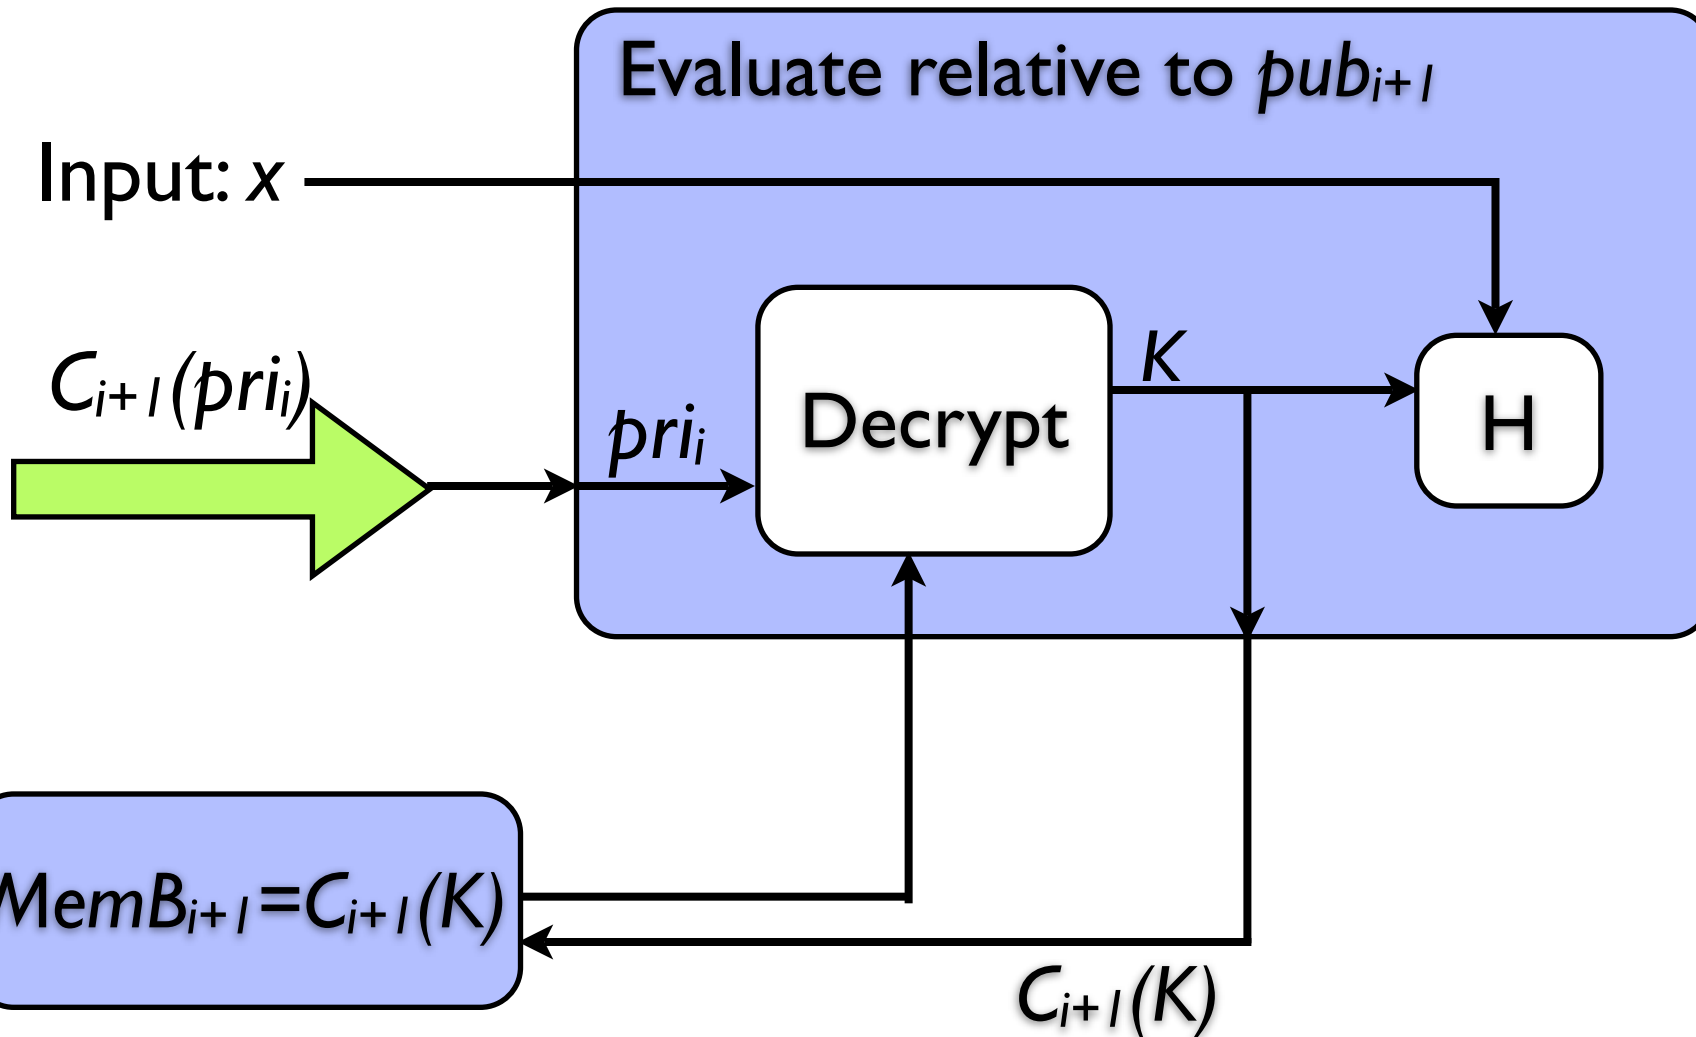 Evaluate relative to pubᵢ₊₁
Input: x
Cᵢ₊₁(priᵢ)
priᵢ
Decrypt
K
H
MemBᵢ₊₁=Cᵢ₊₁(K)
Cᵢ₊₁(K)